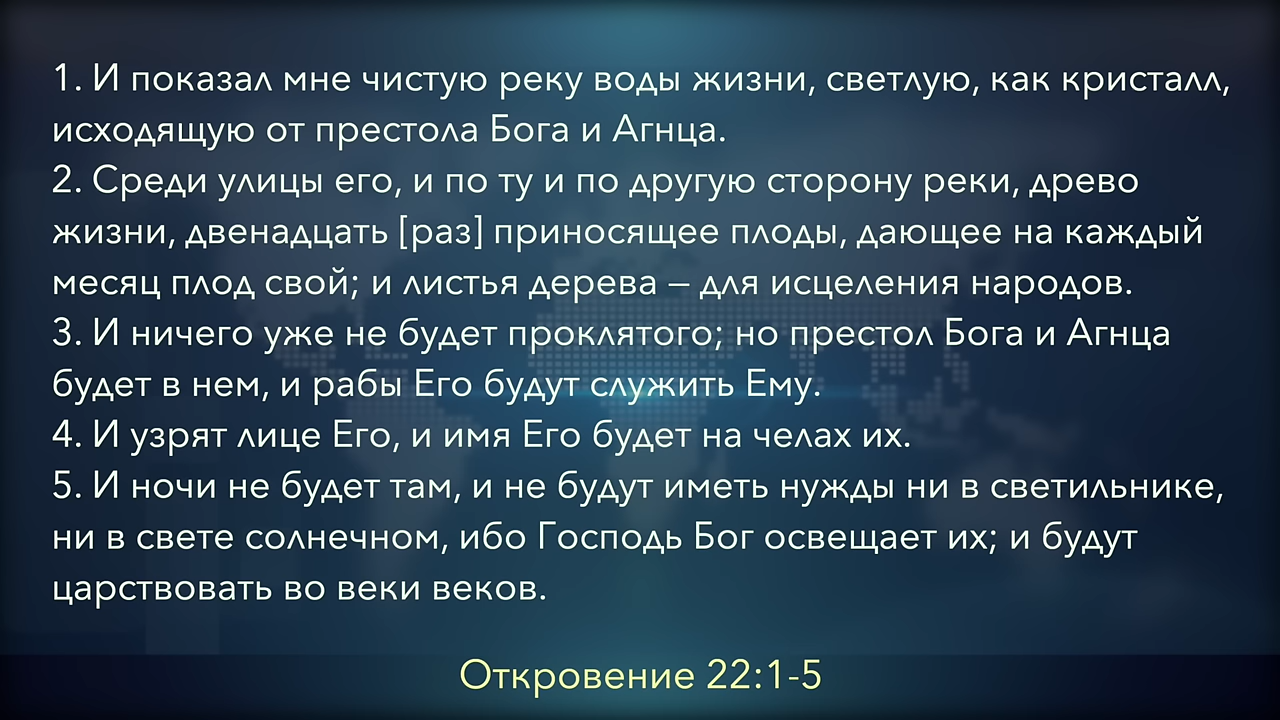 1. И показал мне чистую реку воды жизни, светлую, как кристалл,
исходящую от престола Бога и Агнца.
2. Среди улицы его, и по ту и по другую сторону реки, древо
жизни, двенадцать [раз] приносящее плоды, дающее на каждый
месяц плод свой; и листья дерева – для исцеления народов.
3. И ничего уже не будет проклятого; но престол Бога и Агнца
будет в нем, и рабы Его будут служить Ему.
4. И узрят лице Его, и имя Его будет на челах их.
5. И ночи не будет там, и не будут иметь нужды ни в светильнике,
ни в свете солнечном, ибо Господь Бог освещает их; и будут
царствовать во веки веков.
Откровение 22:1-5